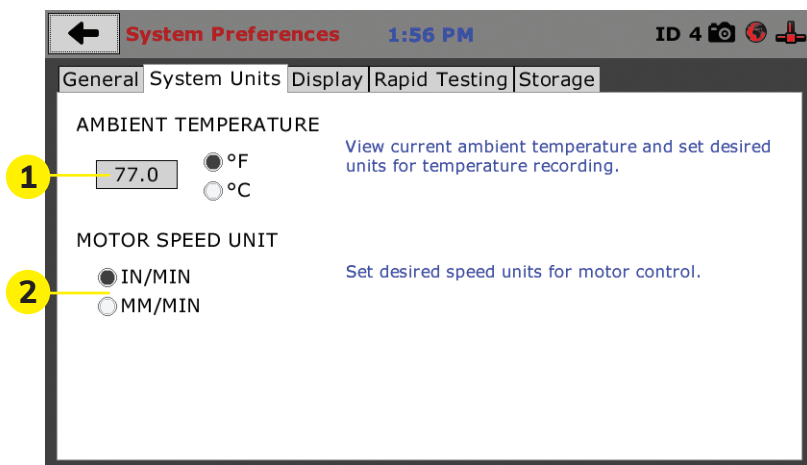 System Preferences 1:56 PM ID 4
General System Units Display Rapid Testing Storage
AMBIENT TEMPERATURE
View current ambient temperature and set desired
units for temperature recording.
1 77.0 °F
°C
MOTOR SPEED UNIT
2 IN/MIN
MM/MIN
Set desired speed units for motor control.